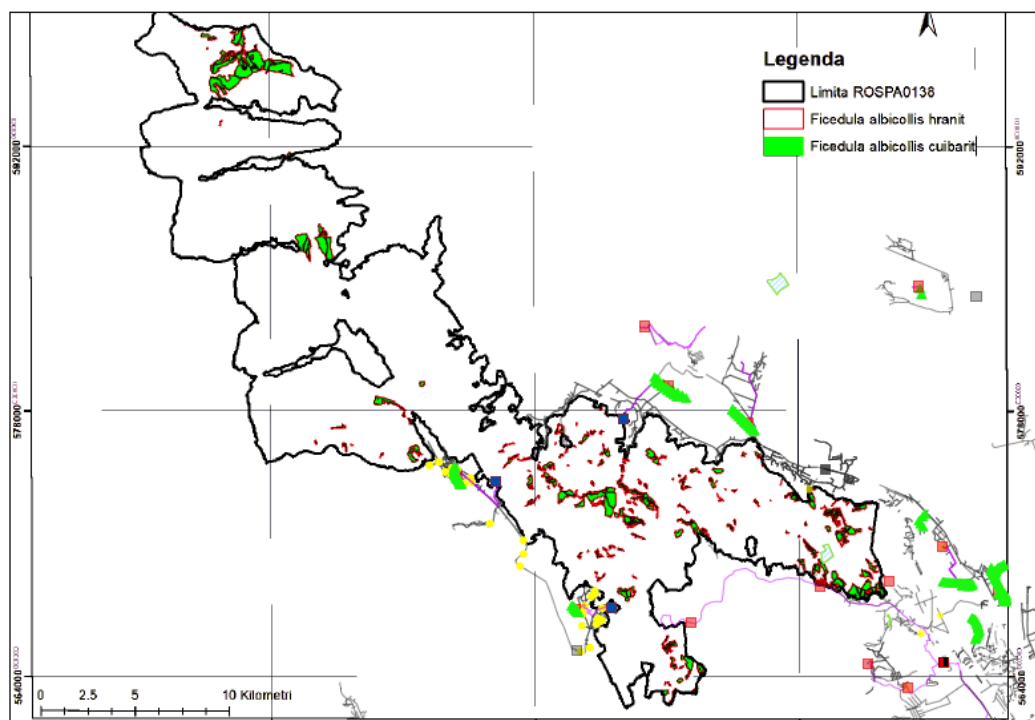 Legenda
Limita ROSPA0138
Ficedula albicollis hranit
Ficedula albicollis cuibarit
592000
592000
578000
578000
564000
564000
0 2.5 5 10 Kilometri